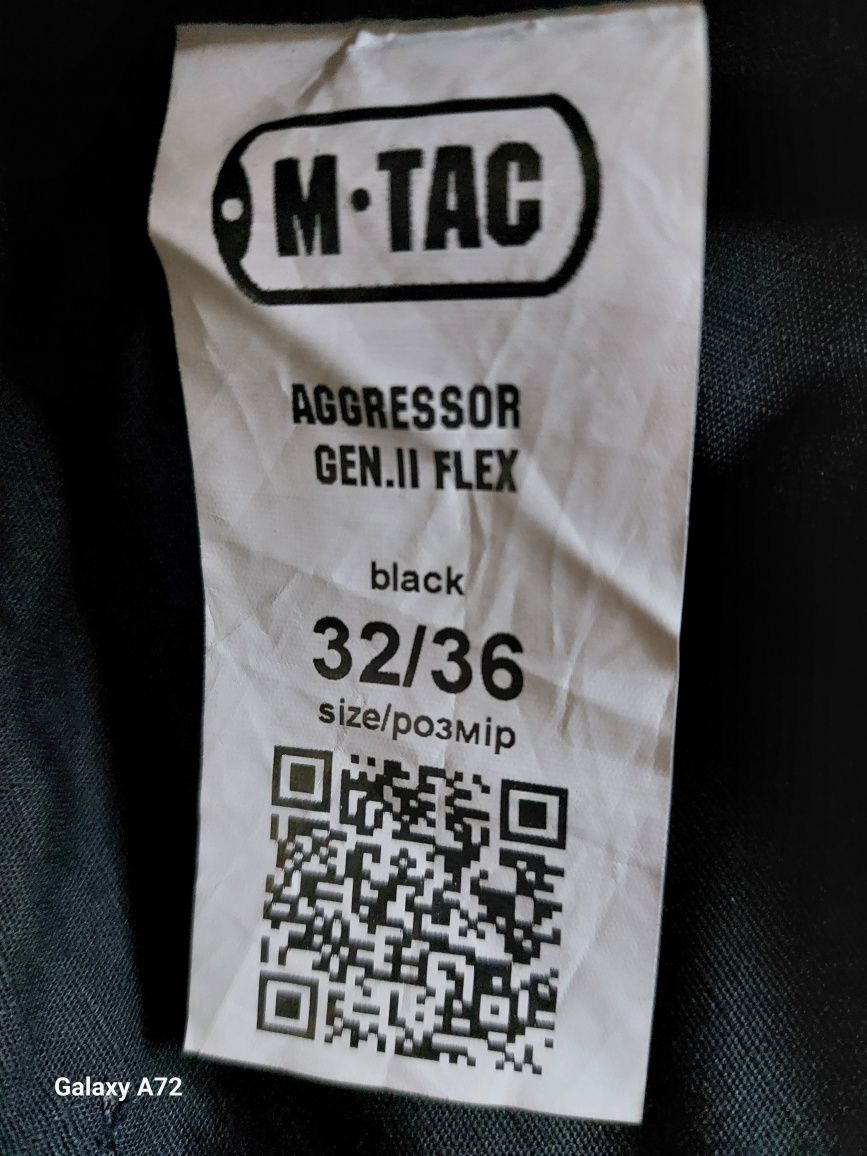 M·TAC
AGGRESSOR
GEN.II FLEX
black
32/36
size/розмір
Galaxy A72